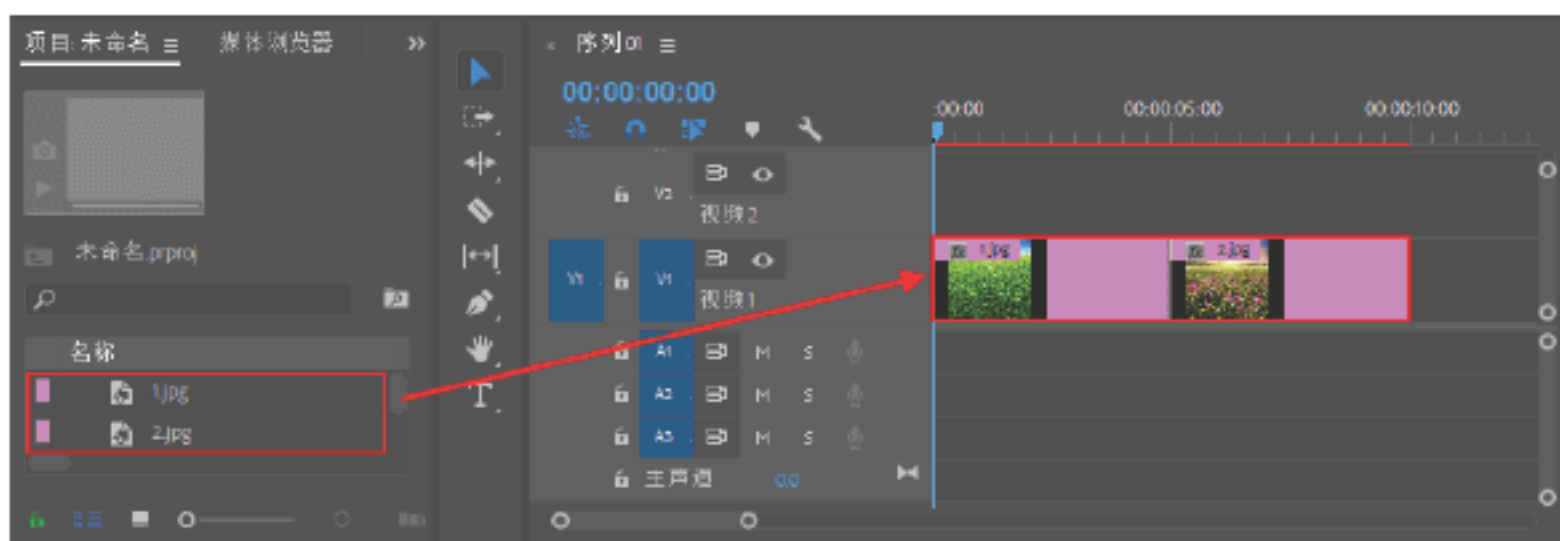 项目:未命名
媒体浏览器
未命名.prproj
名称
1.jpg
2.jpg
序列01
00:00:00:00
:00:00
00:00:05:00
00:00:10:00
V2
视频2
V1
V1
视频1
1.jpg
2.jpg
A1 M S
A2 M S
A3 M S
主声道
0.0